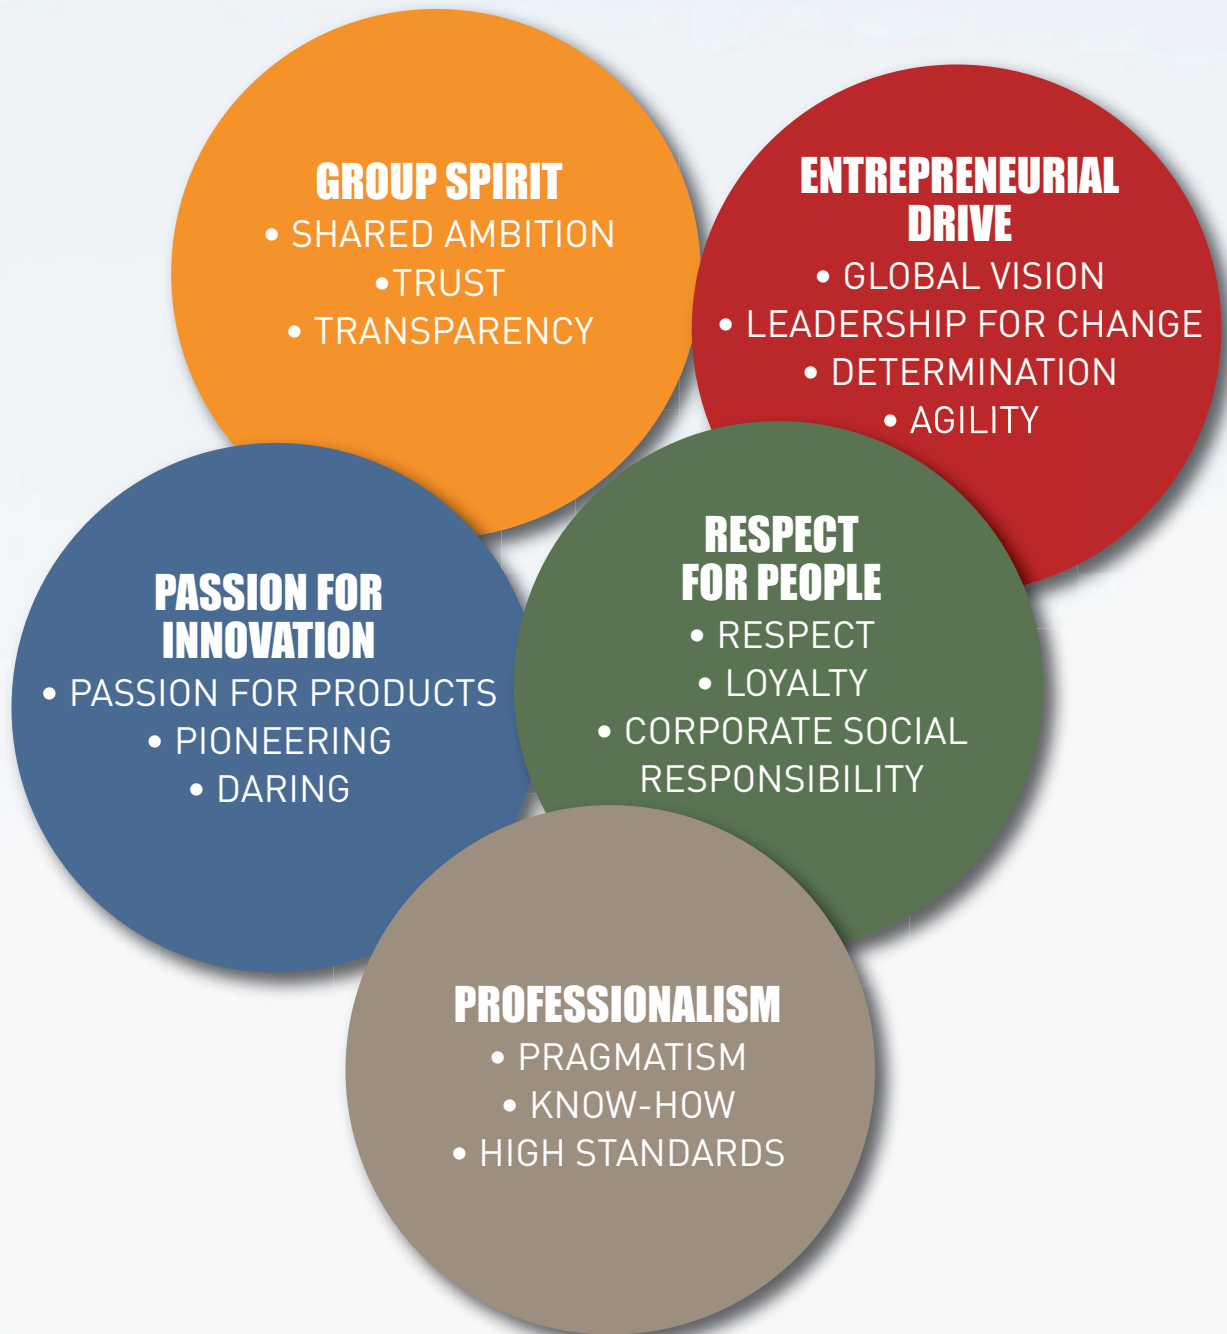 GROUP SPIRIT
• SHARED AMBITION
•TRUST
• TRANSPARENCY
ENTREPRENEURIAL
DRIVE
• GLOBAL VISION
• LEADERSHIP FOR CHANGE
• DETERMINATION
• AGILITY
PASSION FOR
INNOVATION
• PASSION FOR PRODUCTS
• PIONEERING
• DARING
RESPECT
FOR PEOPLE
• RESPECT
• LOYALTY
• CORPORATE SOCIAL
RESPONSIBILITY
PROFESSIONALISM
• PRAGMATISM
• KNOW-HOW
• HIGH STANDARDS